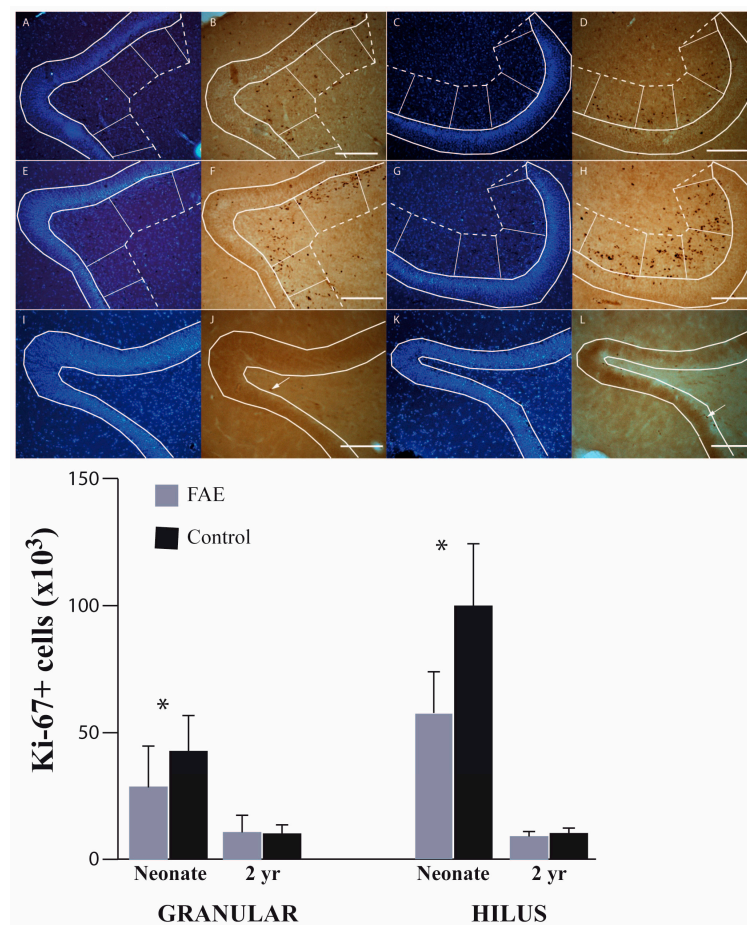 A B C D
E F G H
I J K L
150
FAE
Control
*
*
100
50
0
Ki-67+ cells (x10³)
Neonate 2 yr Neonate 2 yr
GRANULAR HILUS